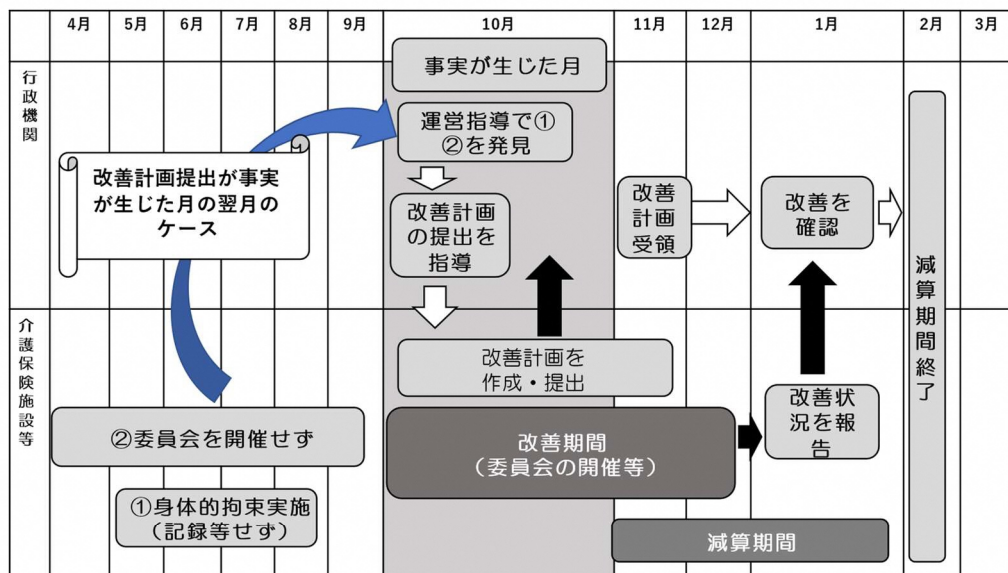 4月 5月 6月 7月 8月 9月 10月 11月 12月 1月 2月 3月
行政機関
事実が生じた月
運営指導で①
②を発見
改善計画提出が事実
が生じた月の翌月の
ケース
改善計画
の提出を
指導
改善
計画
受領
改善を
確認
減算期間終了
介護保険施設等
改善計画を
作成・提出
②委員会を開催せず
改善期間
（委員会の開催等）
改善状
況を報
告
①身体的拘束実施
（記録等せず）
減算期間